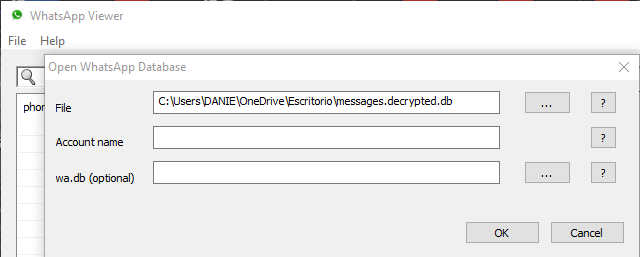 WhatsApp Viewer
File Help
Open WhatsApp Database
phon
File C:\Users\DANIE\OneDrive\Escritorio\messages.decrypted.db ... ?
Account name ?
wa.db (optional) ... ?
OK Cancel